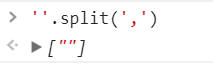 > ''.split(',')
<· ▶ [""]